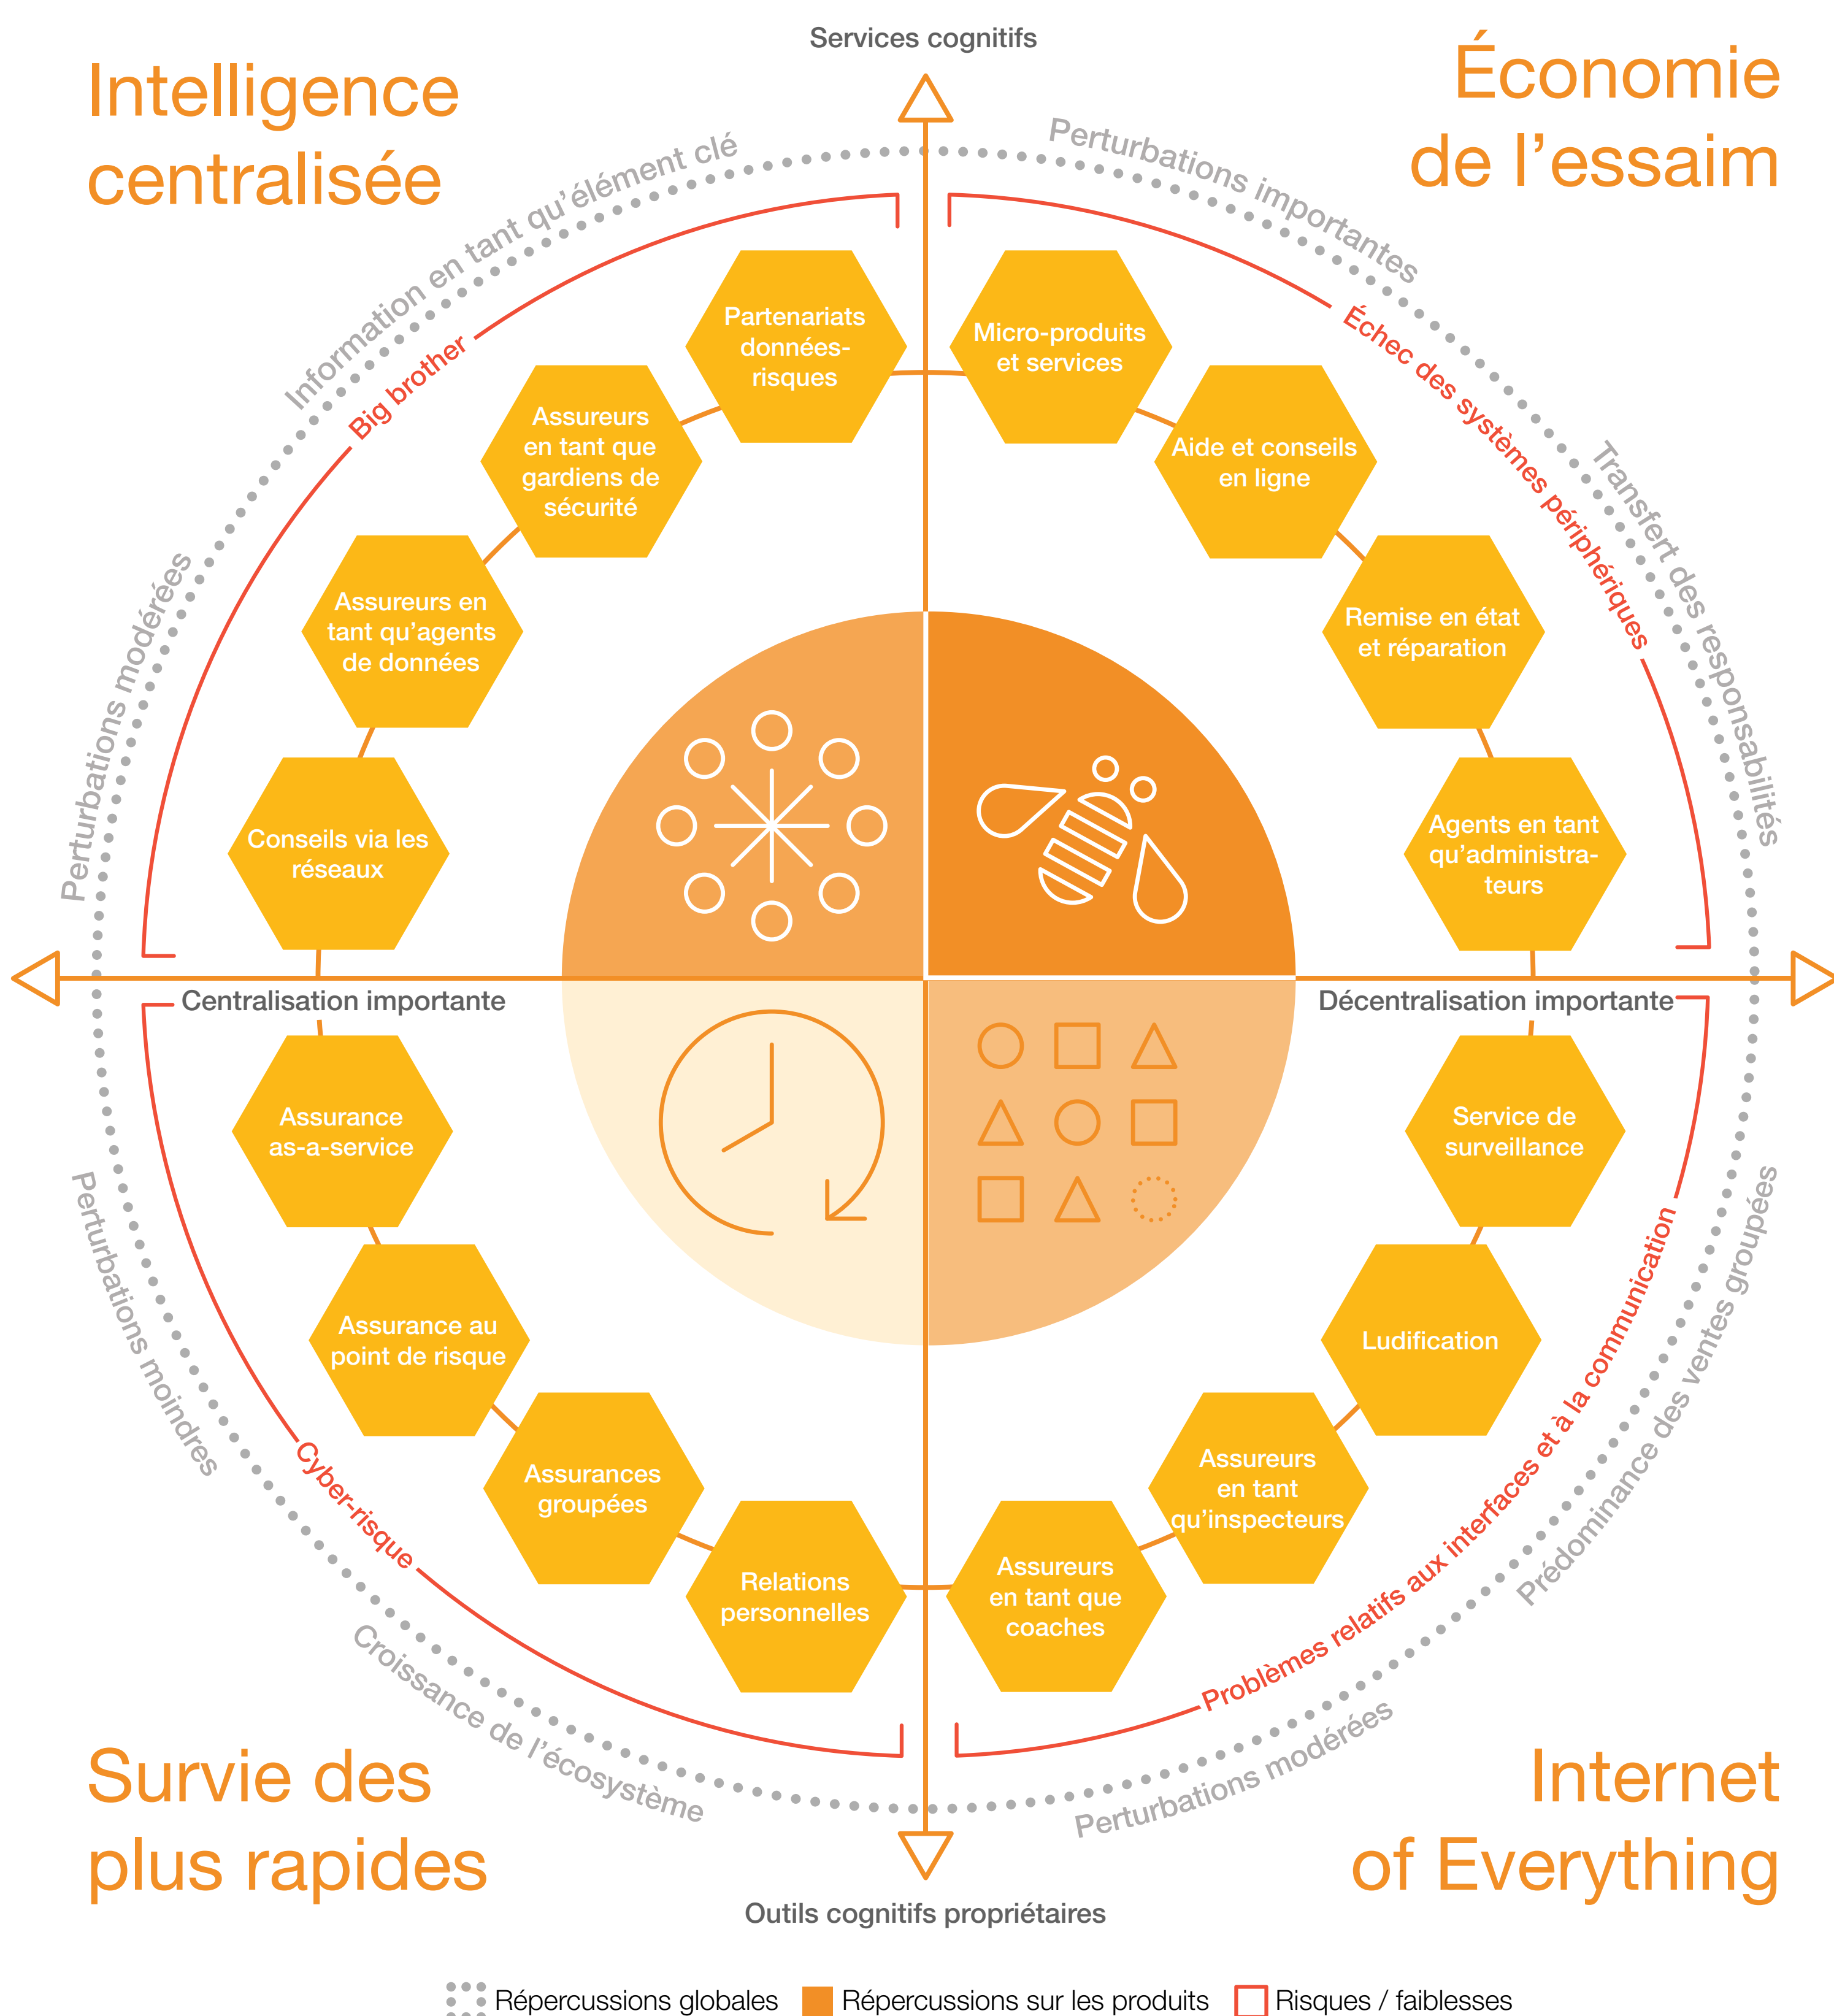 Services cognitifs
Intelligence
centralisée
Économie
de l’essaim
Information en tant qu’élément clé
Perturbations modérées
Big brother
Partenariats
données-
risques
Assureurs
en tant que
gardiens de
sécurité
Assureurs en
tant qu’agents
de données
Conseils via les
réseaux
Perturbations importantes
Transfert des responsabilités
Échec des systèmes périphériques
Micro-produits
et services
Aide et conseils
en ligne
Remise en état
et réparation
Agents en tant
qu’administra-
teurs
Centralisation importante
Décentralisation importante
Assurance
as-a-service
Assurance au
point de risque
Assurances
groupées
Relations
personnelles
Cyber-risque
Perturbations moindres
Croissance de l’écosystème
Service de
surveillance
Ludification
Assureurs
en tant
qu’inspecteurs
Assureurs
en tant que
coaches
Problèmes relatifs aux interfaces et à la communication
Prédominance des ventes groupées
Perturbations modérées
Survie des
plus rapides
Internet
of Everything
Outils cognitifs propriétaires
Répercussions globales
Répercussions sur les produits
Risques / faiblesses